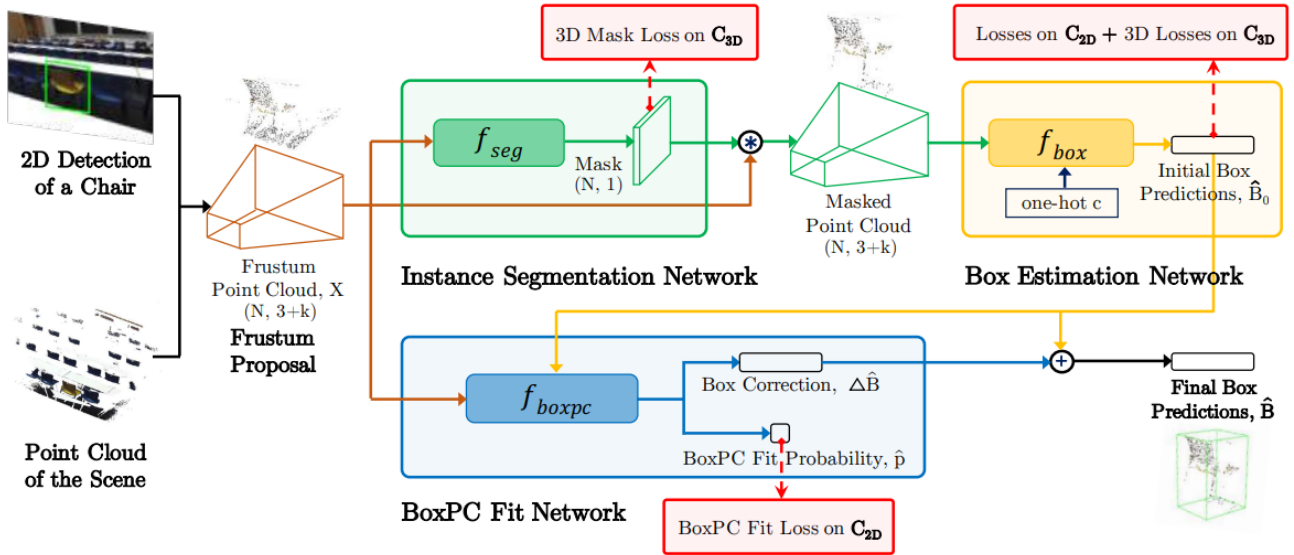 3D Mask Loss on C3D
Losses on C2D + 3D Losses on C3D
2D Detection
of a Chair
Frustum
Point Cloud, X
(N, 3+k)
Frustum
Proposal
Point Cloud
of the Scene
fseg
Mask
(N, 1)
*
Instance Segmentation Network
Masked
Point Cloud
(N, 3+k)
fbox
one-hot c
Initial Box
Predictions, B̂0
Box Estimation Network
fboxpc
Box Correction, ΔB̂
BoxPC Fit Probability, p̂
BoxPC Fit Network
BoxPC Fit Loss on C2D
+
Final Box
Predictions, B̂